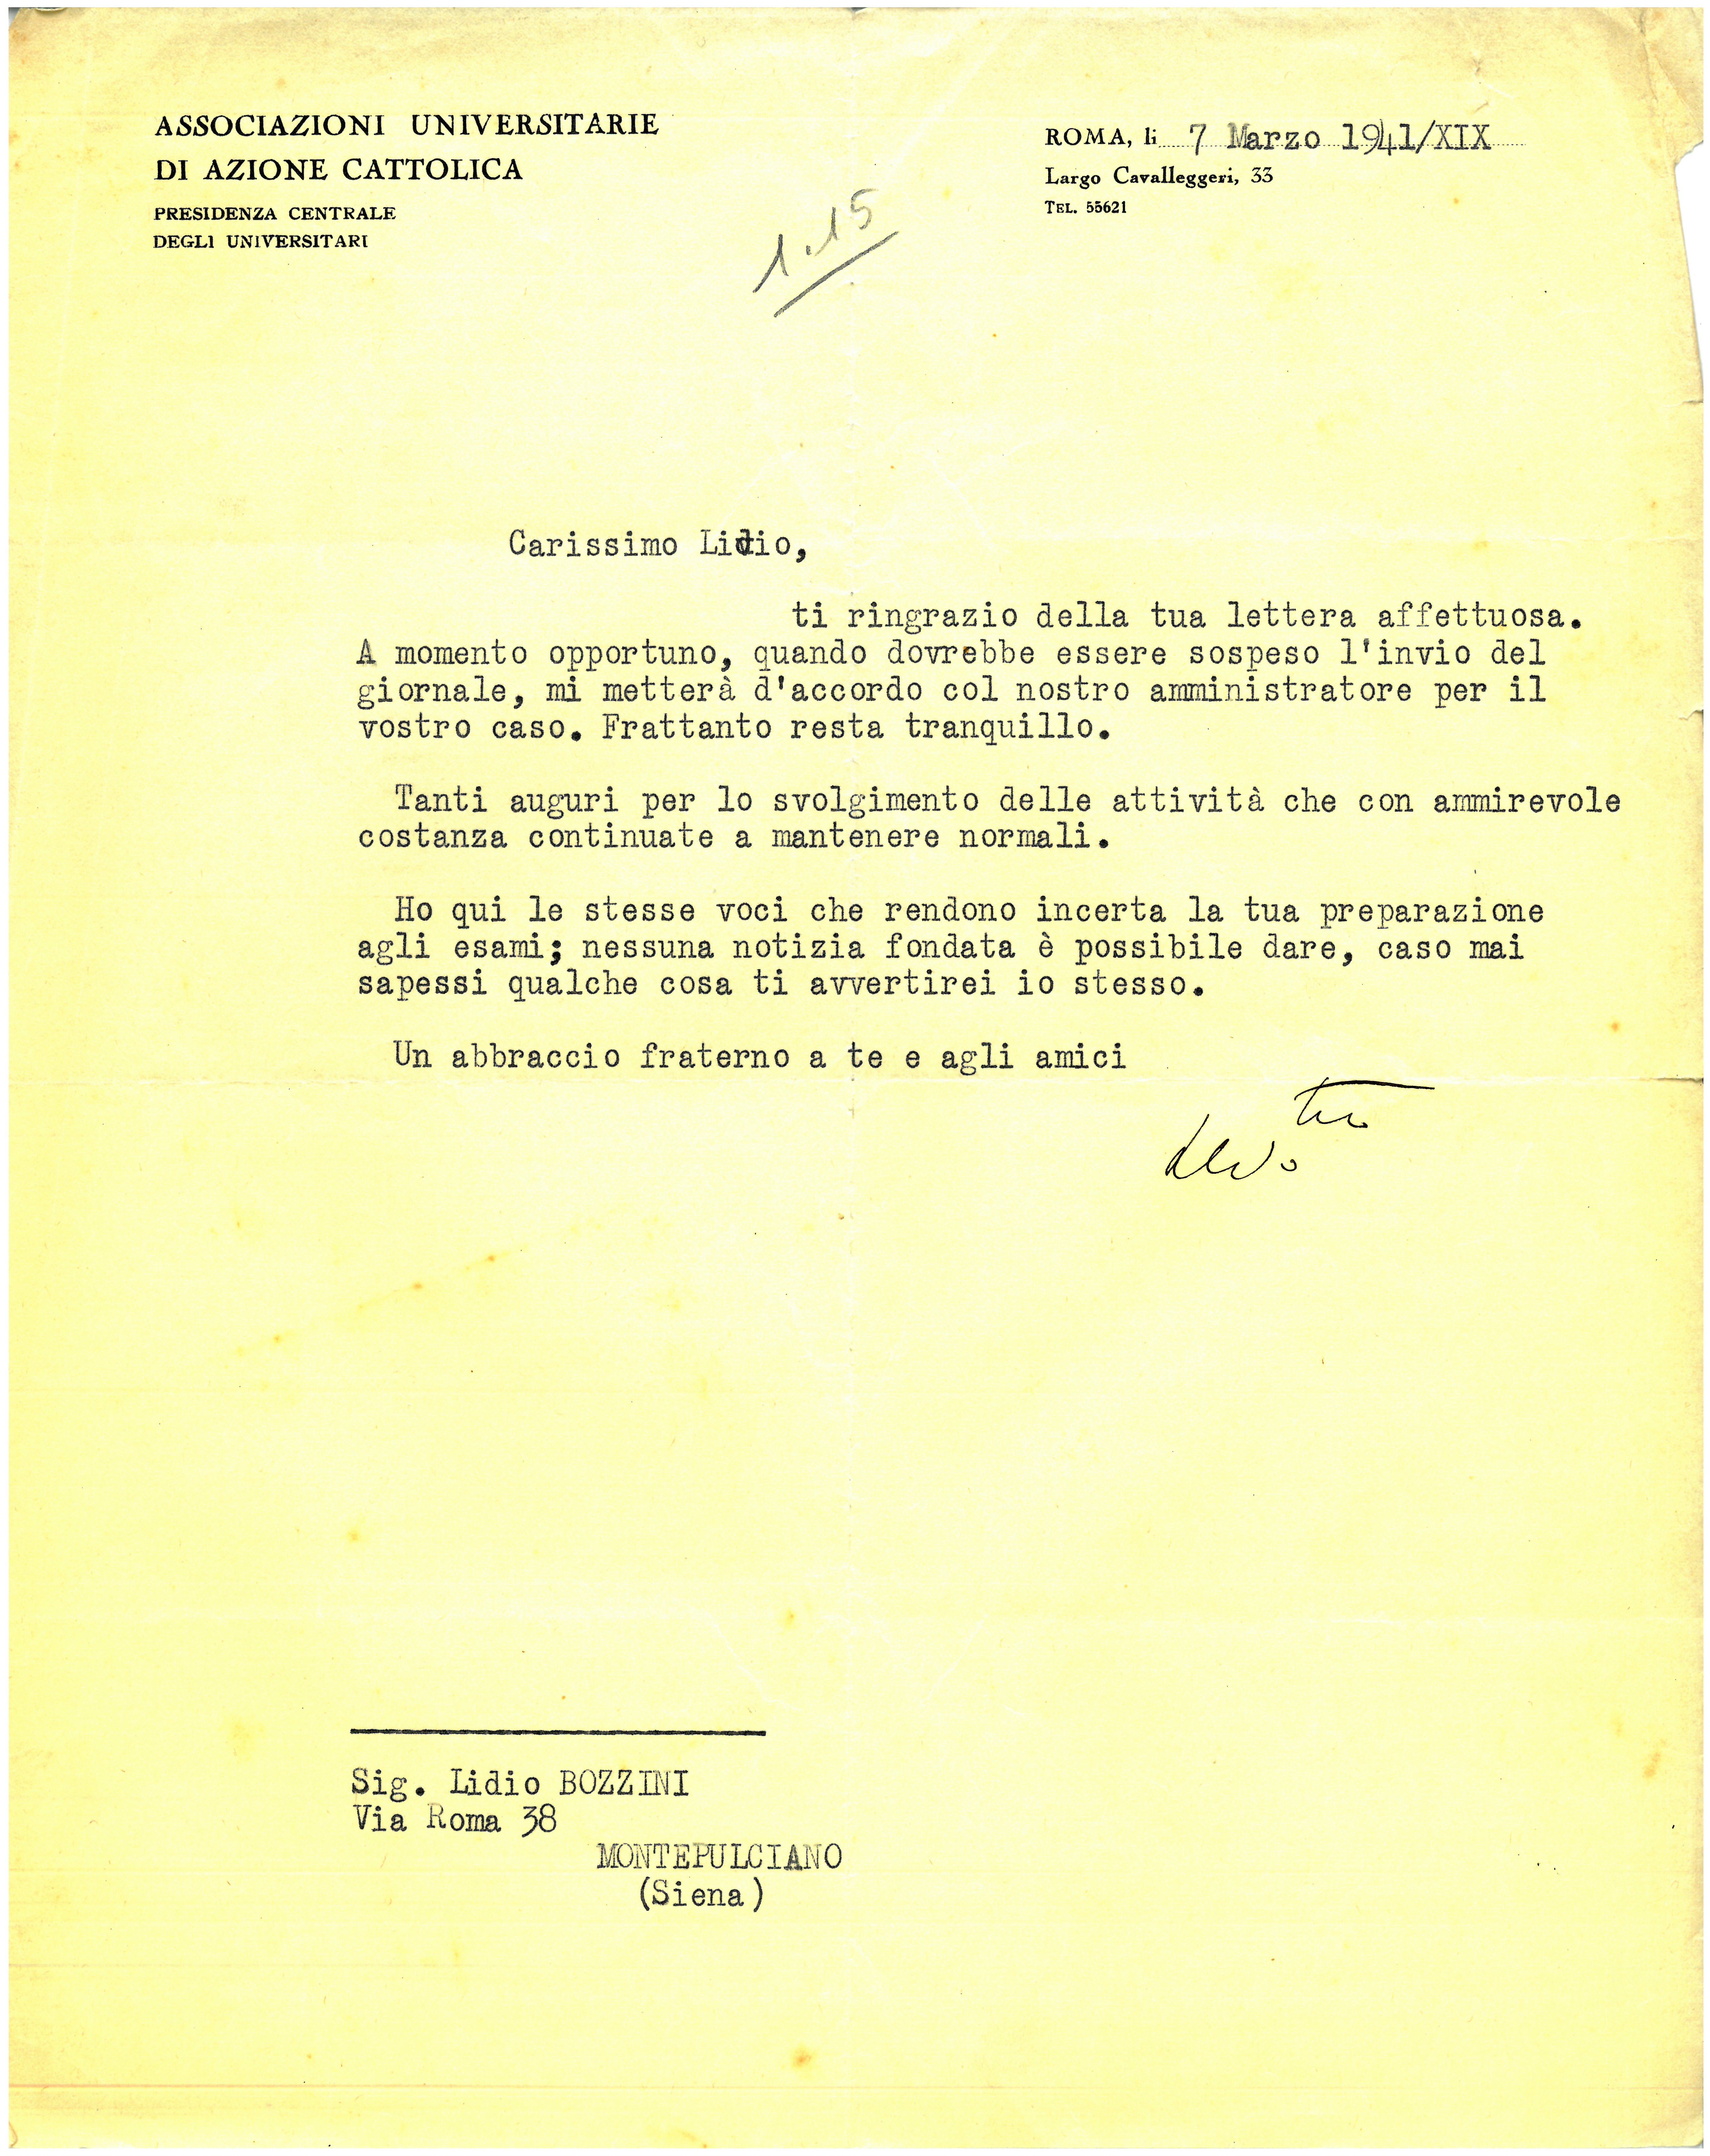 ASSOCIAZIONI UNIVERSITARIE
DI AZIONE CATTOLICA
PRESIDENZA CENTRALE
DEGLI UNIVERSITARI
ROMA, li 7 Marzo 1941/XIX
Largo Cavalleggeri, 33
TEL. 55621
1.15
Carissimo Lidio,
ti ringrazio della tua lettera affettuosa.
A momento opportuno, quando dovrebbe essere sospeso l'invio del
giornale, mi metterà d'accordo col nostro amministratore per il
vostro caso. Frattanto resta tranquillo.
Tanti auguri per lo svolgimento delle attività che con ammirevole
costanza continuate a mantenere normali.
Ho qui le stesse voci che rendono incerta la tua preparazione
agli esami; nessuna notizia fondata è possibile dare, caso mai
sapessi qualche cosa ti avvertirei io stesso.
Un abbraccio fraterno a te e agli amici
tuo
Aldo
Sig. Lidio BOZZINI
Via Roma 38
MONTEPULCIANO
(Siena)